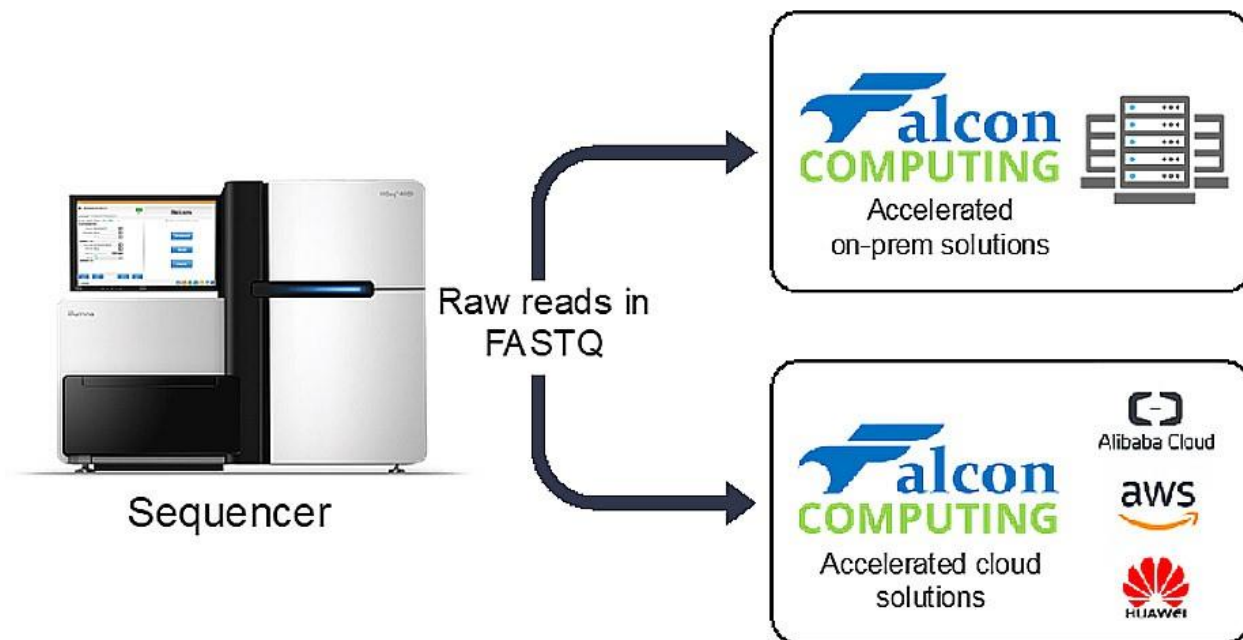 Falcon
COMPUTING
Accelerated
on-prem solutions
Raw reads in
FASTQ
illumina
Sequencer
Falcon
COMPUTING
Accelerated cloud
solutions
Alibaba Cloud
aws
HUAWEI